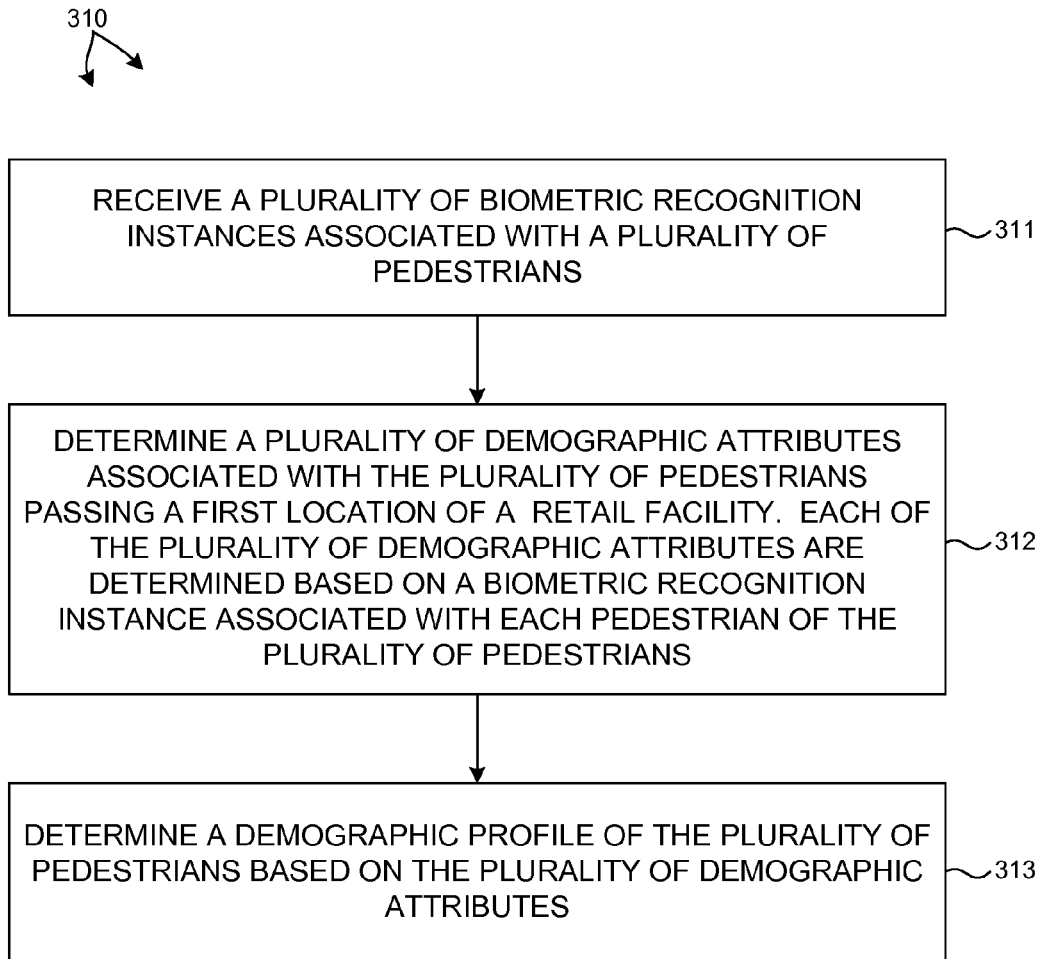 310
RECEIVE A PLURALITY OF BIOMETRIC RECOGNITION
INSTANCES ASSOCIATED WITH A PLURALITY OF
PEDESTRIANS
311
DETERMINE A PLURALITY OF DEMOGRAPHIC ATTRIBUTES
ASSOCIATED WITH THE PLURALITY OF PEDESTRIANS
PASSING A FIRST LOCATION OF A RETAIL FACILITY. EACH OF
THE PLURALITY OF DEMOGRAPHIC ATTRIBUTES ARE
DETERMINED BASED ON A BIOMETRIC RECOGNITION
INSTANCE ASSOCIATED WITH EACH PEDESTRIAN OF THE
PLURALITY OF PEDESTRIANS
312
DETERMINE A DEMOGRAPHIC PROFILE OF THE PLURALITY OF
PEDESTRIANS BASED ON THE PLURALITY OF DEMOGRAPHIC
ATTRIBUTES
313